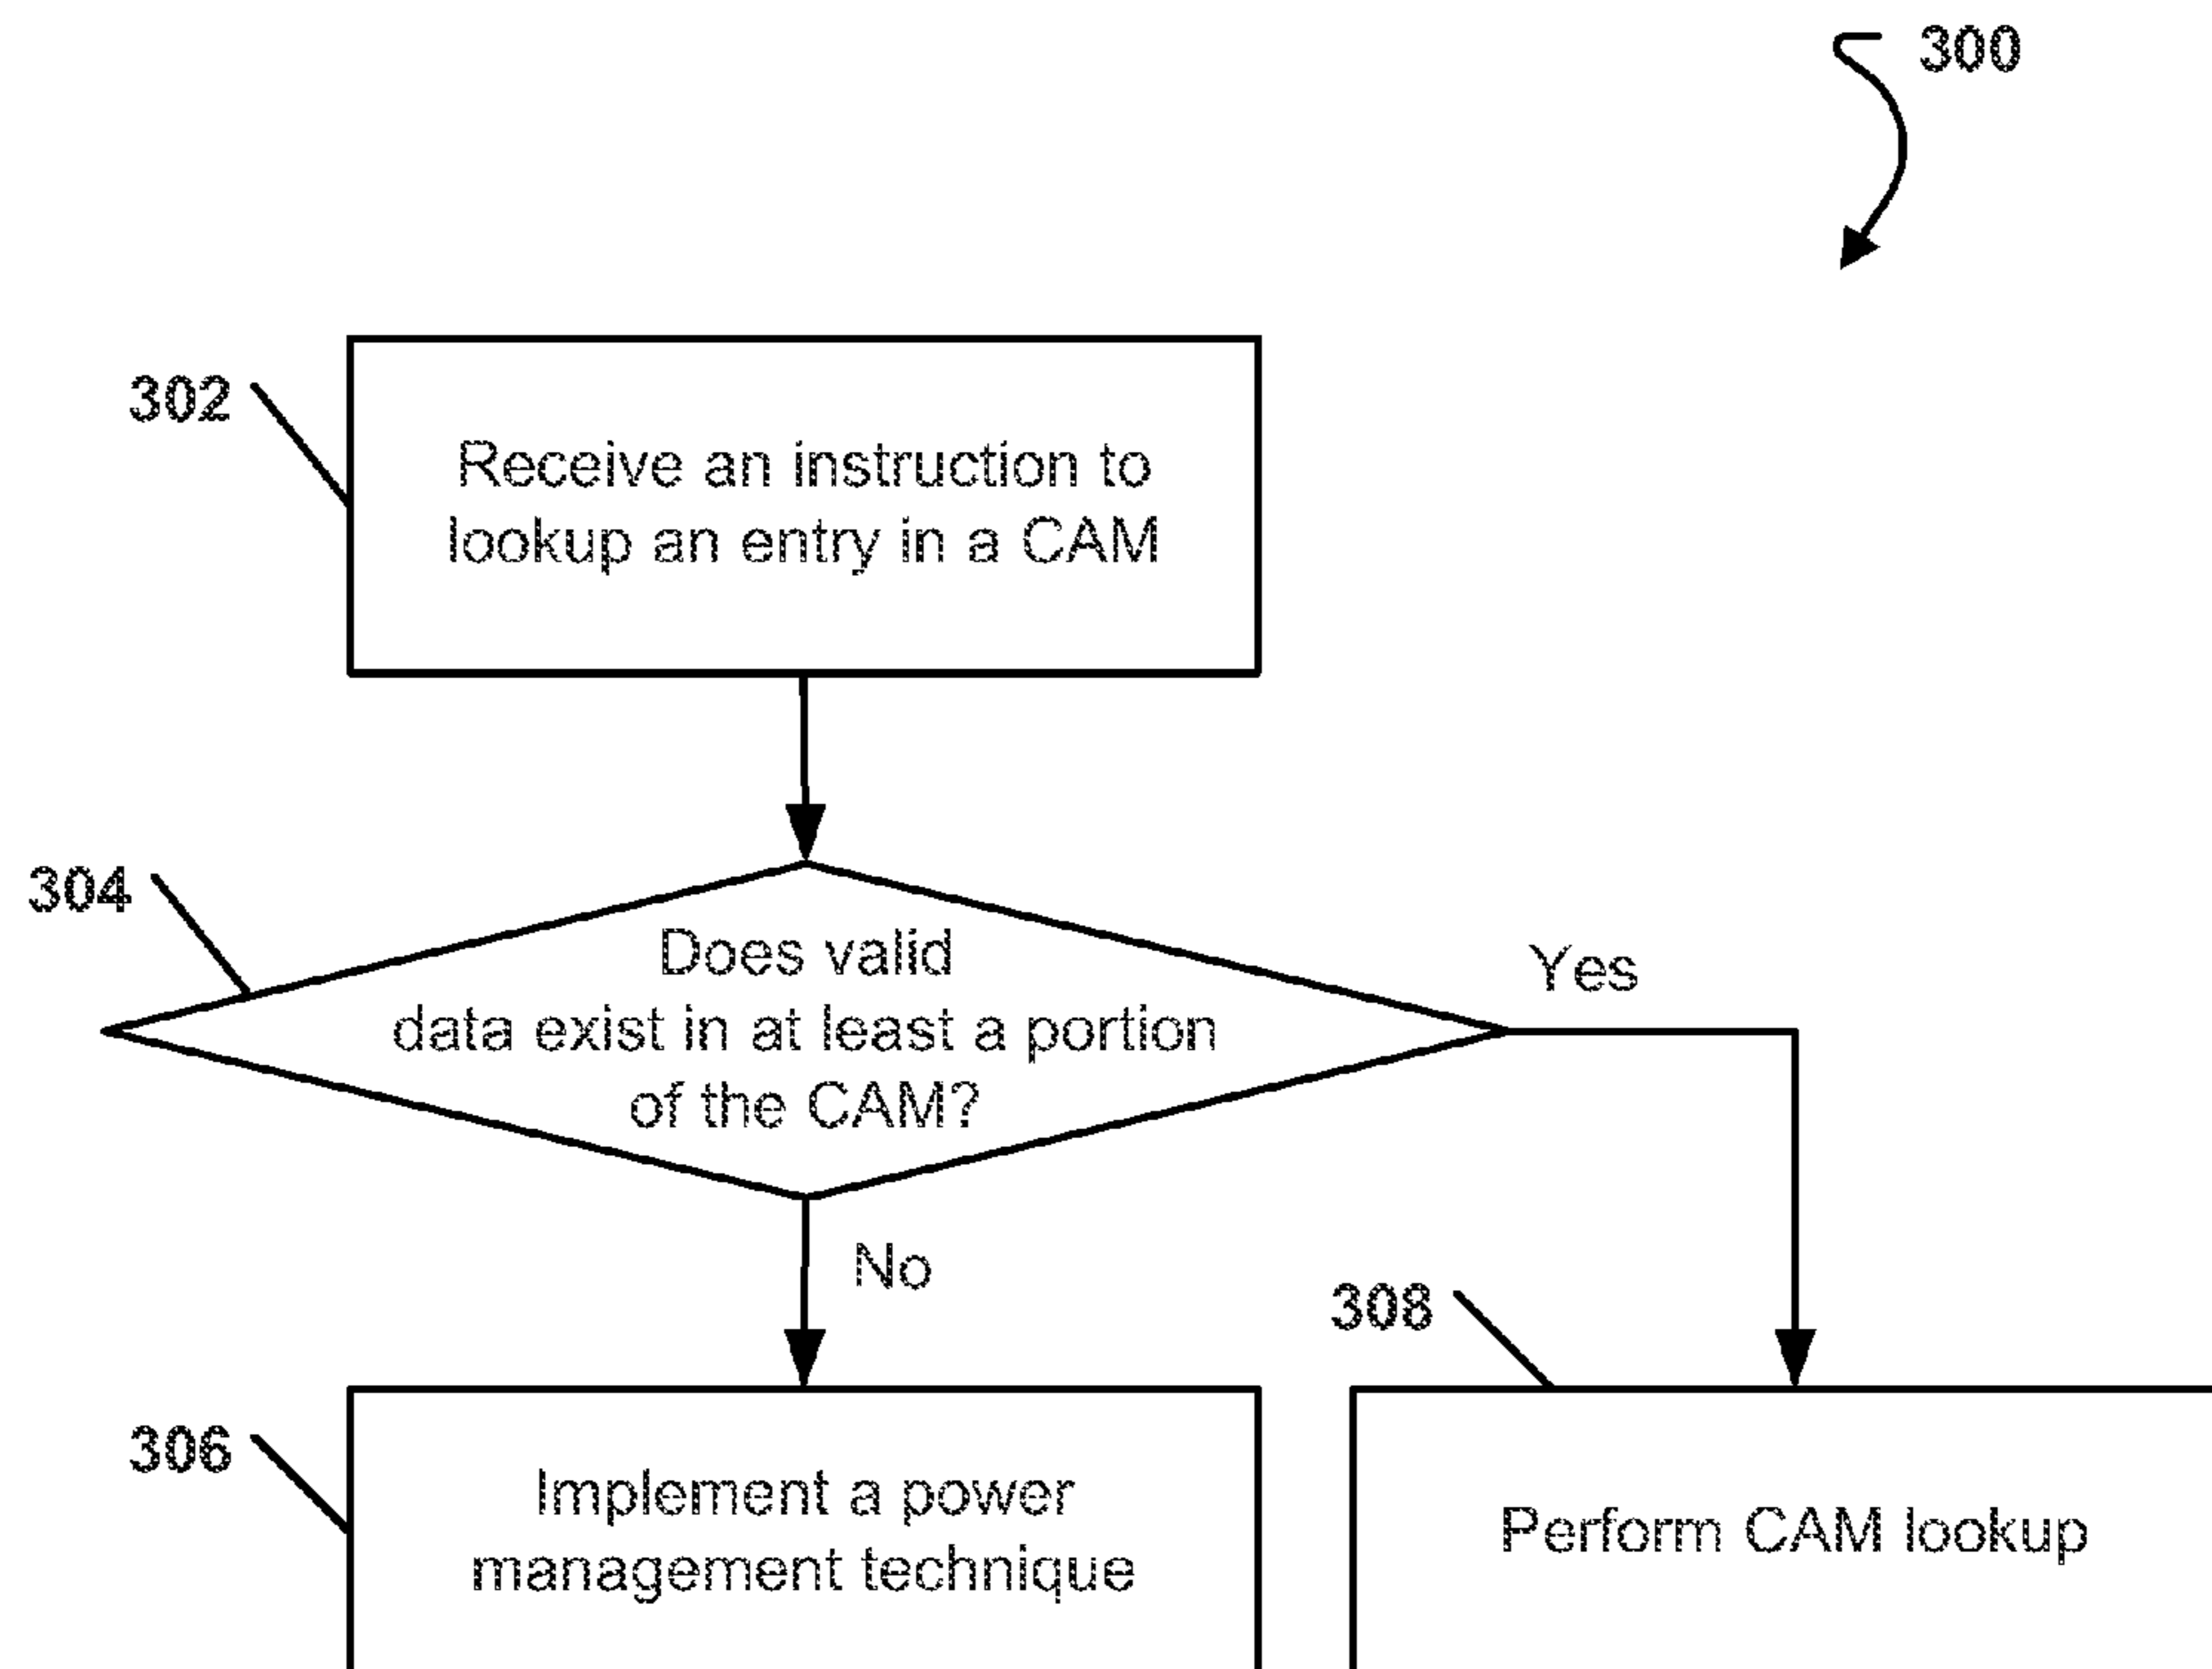 300
302
Receive an instruction to
lookup an entry in a CAM
304
Does valid
data exist in at least a portion
of the CAM?
Yes
No
308
306
Implement a power
management technique
Perform CAM lookup